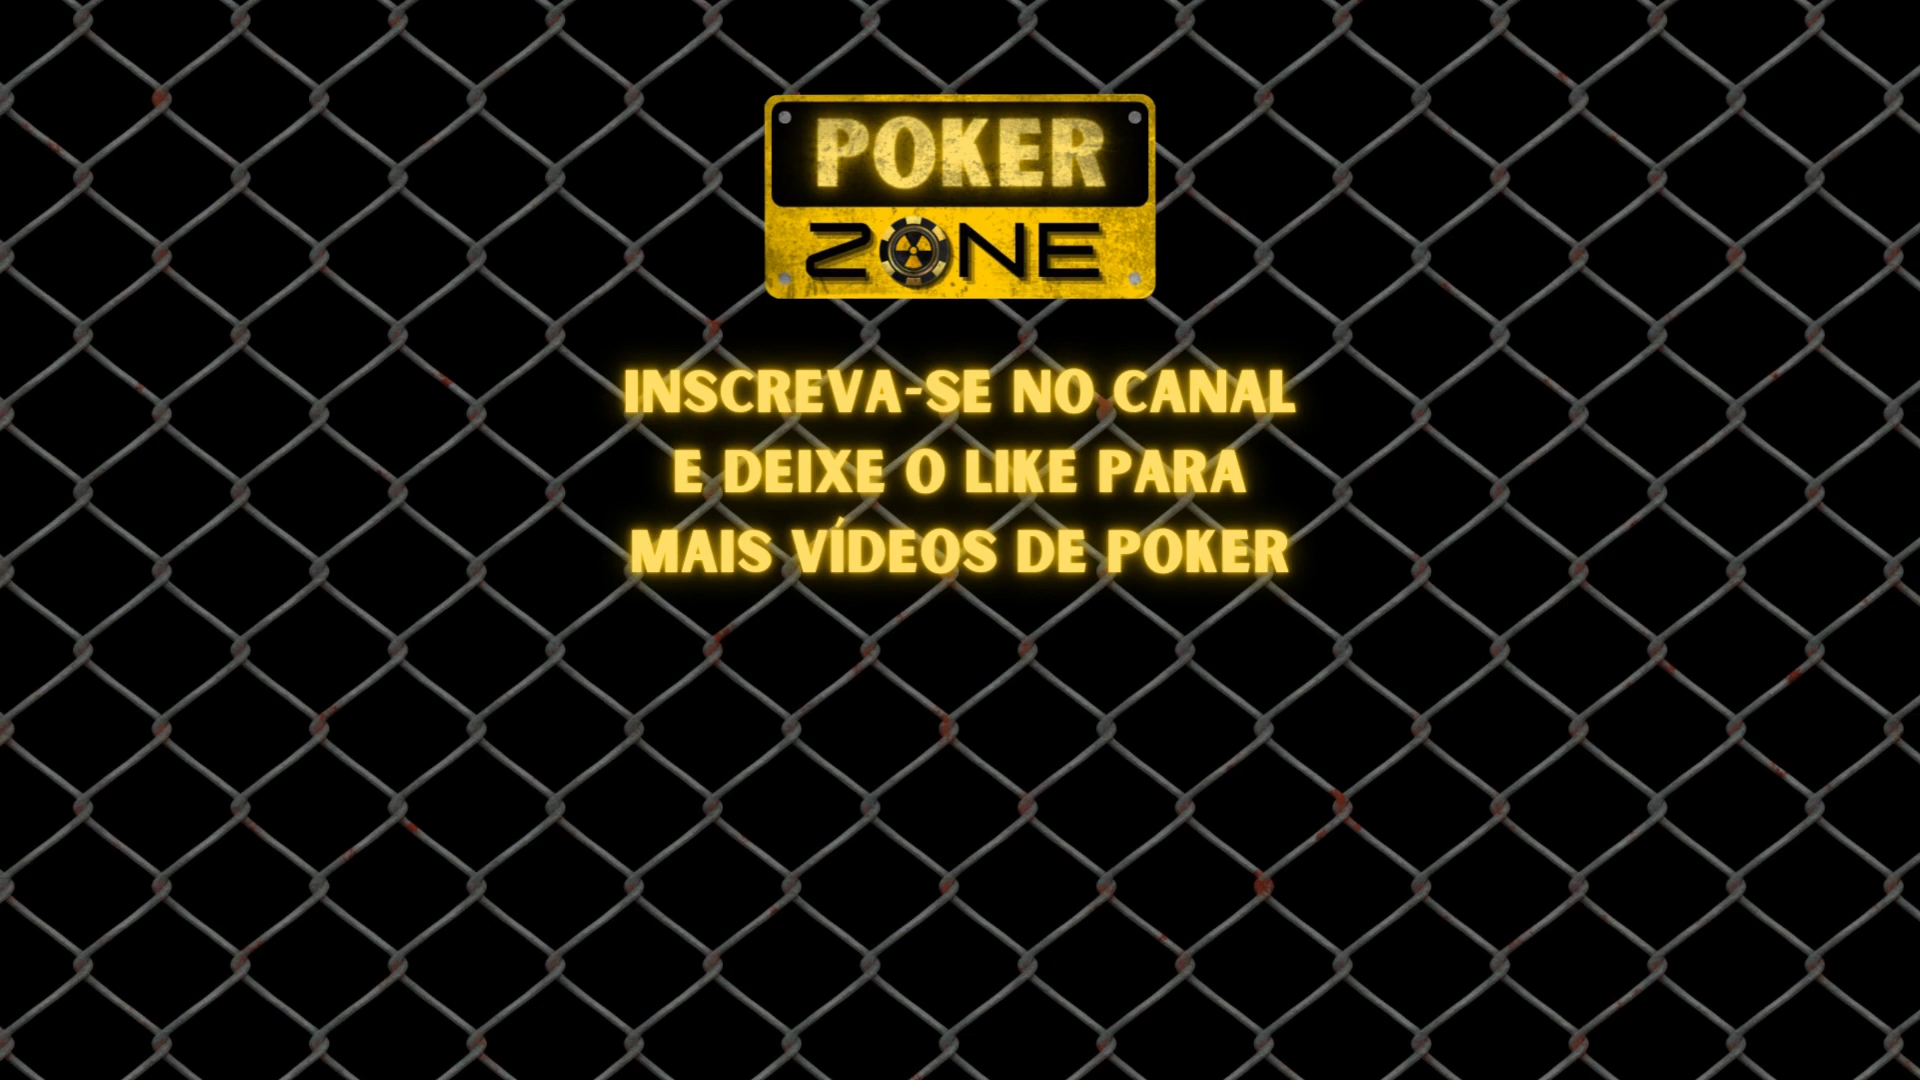 POKER
ZONE
INSCREVA-SE NO CANAL
E DEIXE O LIKE PARA
MAIS VÍDEOS DE POKER